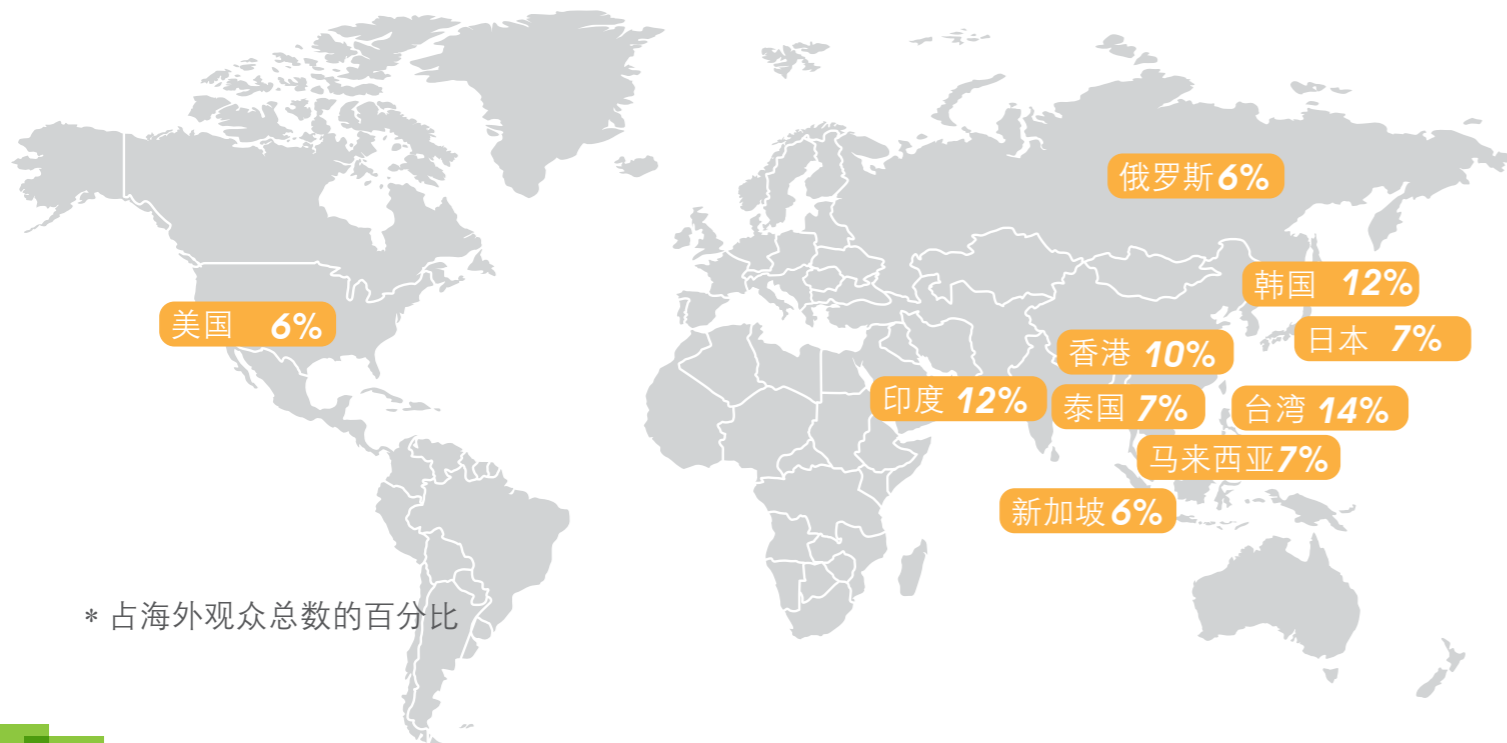 俄罗斯6%
韩国 12%
美国 6%
日本 7%
香港 10%
印度 12%
泰国 7%
台湾 14%
马来西亚7%
新加坡6%
* 占海外观众总数的百分比